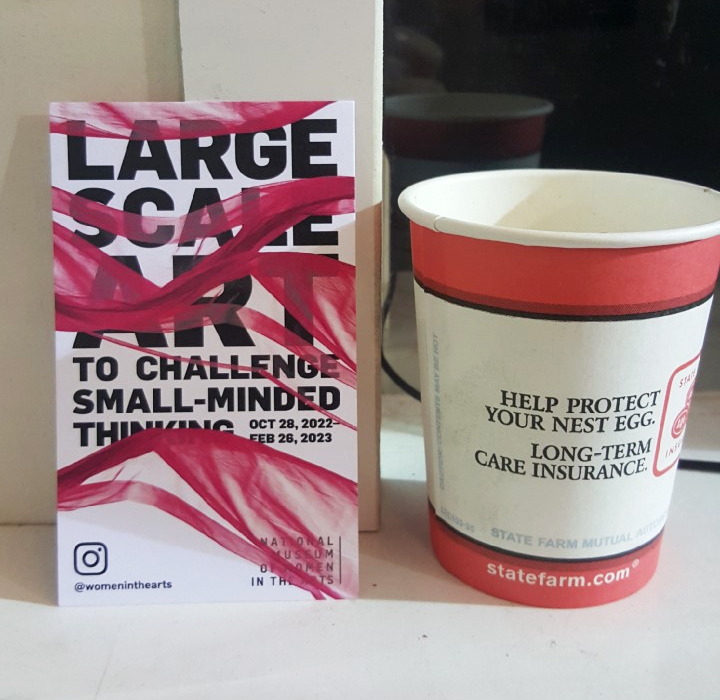 LARGE
SCALE
ART
TO CHALLENGE
SMALL-MINDED
THINKING
OCT 28, 2022–
FEB 26, 2023
NATIONAL
MUSEUM
OF WOMEN
IN THE ARTS
@womeninthearts
HELP PROTECT
YOUR NEST EGG.
LONG-TERM
CARE INSURANCE.
STATE
STATE FARM MUTUAL
statefarm.com®